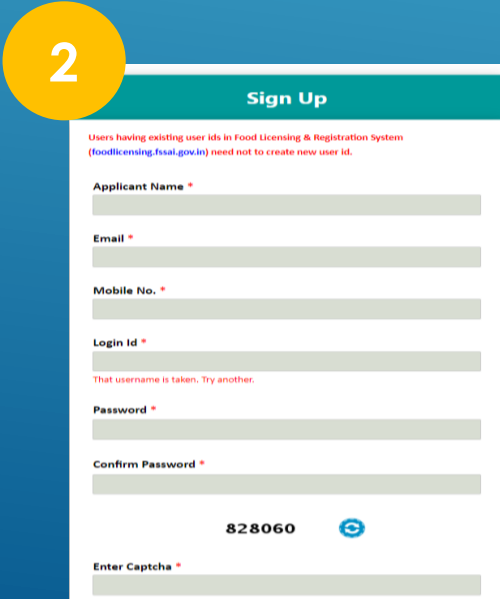 2
Sign Up
Users having existing user ids in Food Licensing & Registration System
(foodlicensing.fssai.gov.in) need not to create new user id.
Applicant Name *
Email *
Mobile No. *
Login Id *
That username is taken. Try another.
Password *
Confirm Password *
828060
Enter Captcha *